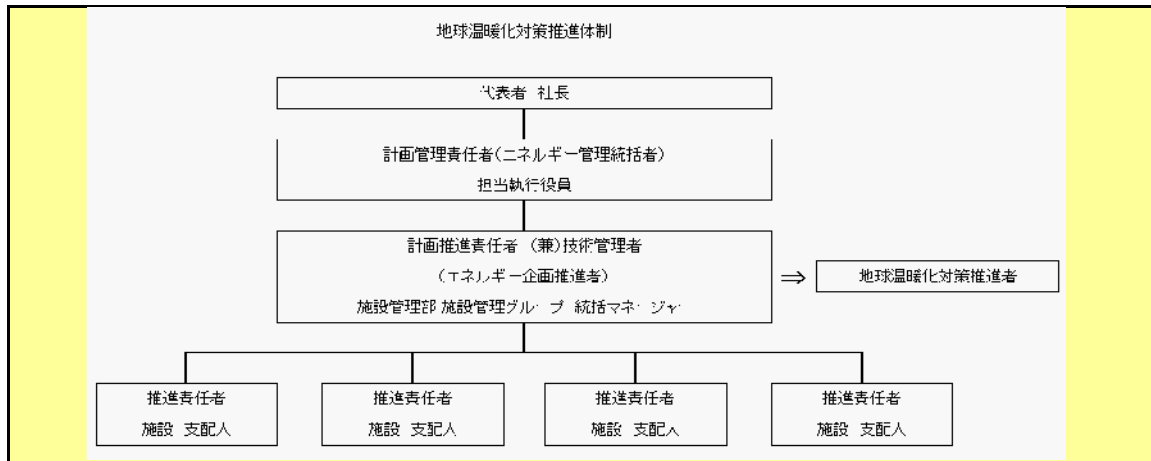 地球温暖化対策推進体制
代表者 社長
計画管理責任者(エネルギー管理統括者)
担当執行役員
計画推進責任者 (兼)技術管理者
(エネルギー企画推進者)
施設管理部 施設管理グループ 統括マネージャー
⇒ 地球温暖化対策推進者
推進責任者 推進責任者 推進責任者 推進責任者
施設 支配人 施設 支配人 施設 支配人 施設 支配人